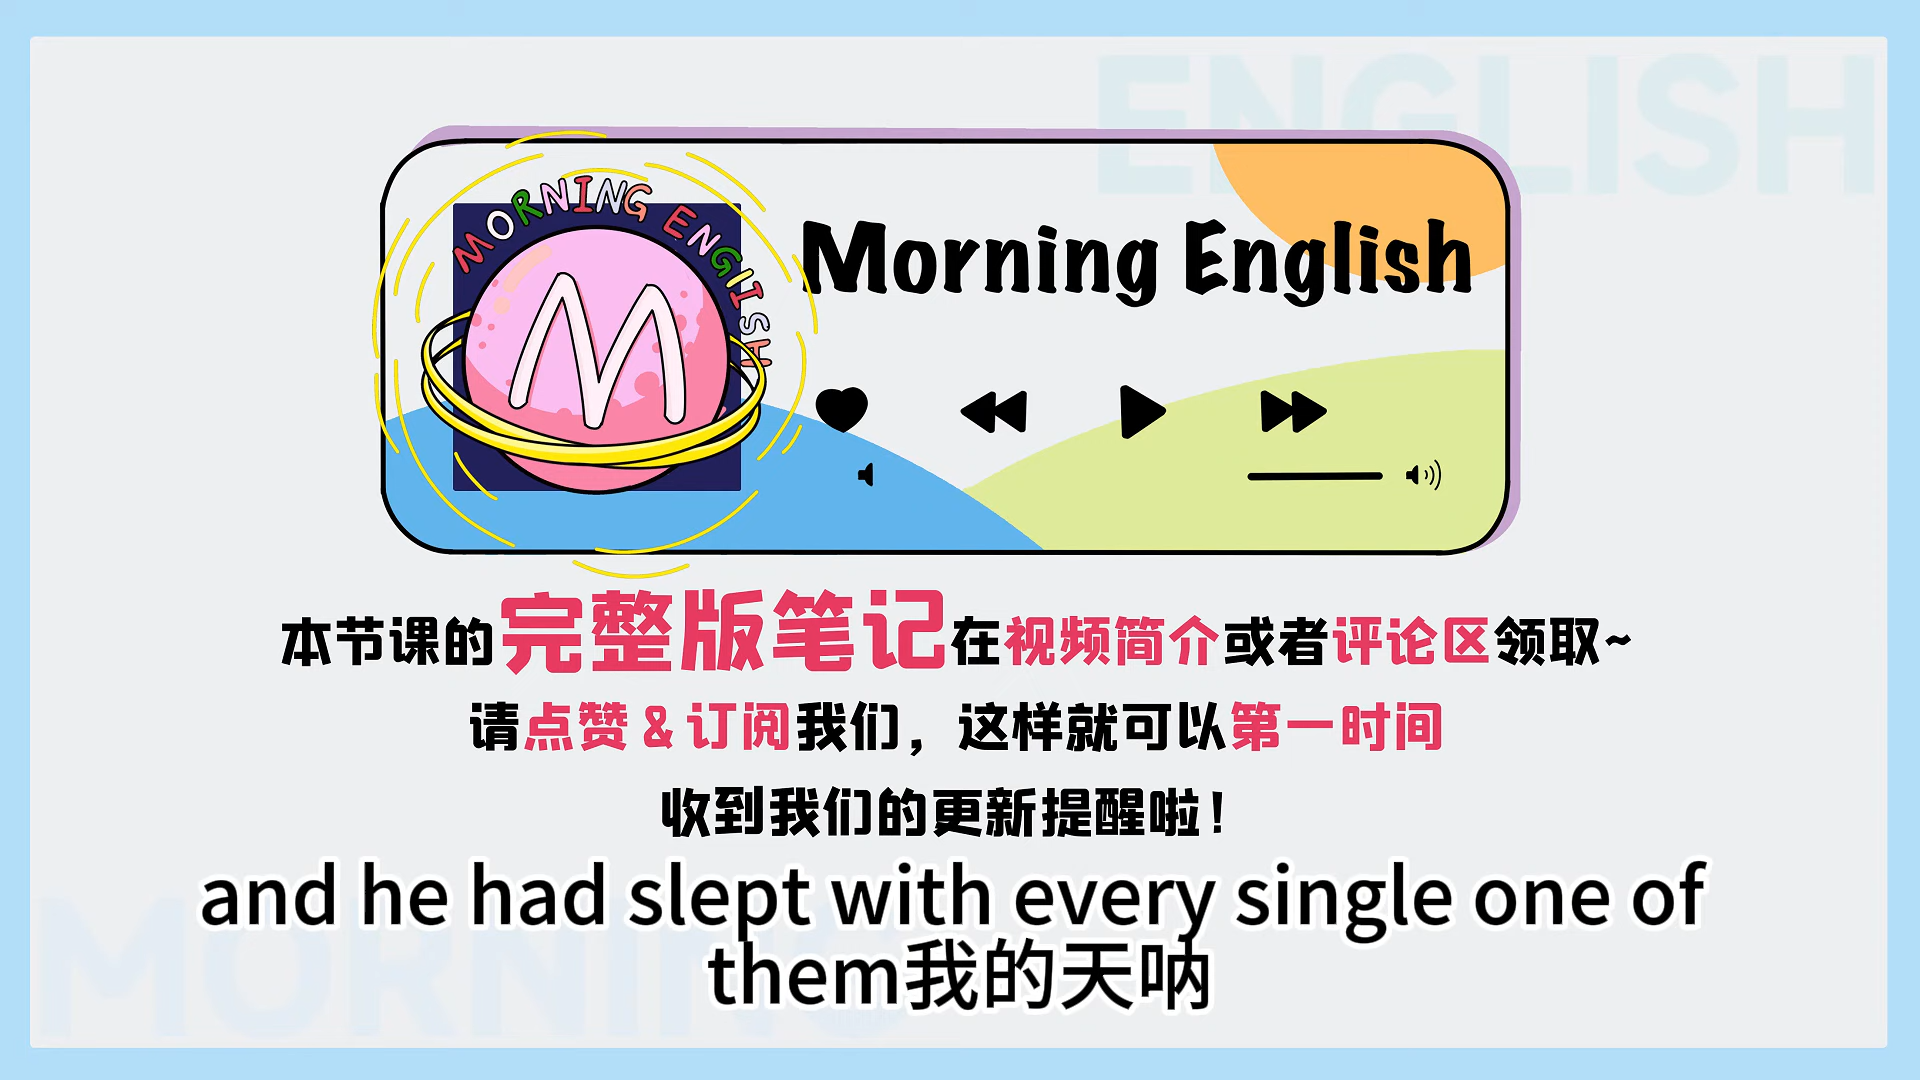 ENGLISH
MORNING ENGLISH
M
Morning English
本节课的完整版笔记在视频简介或者评论区领取~
请点赞&订阅我们，这样就可以第一时间
收到我们的更新提醒啦！
and he had slept with every single one of
them我的天呐
MORNING